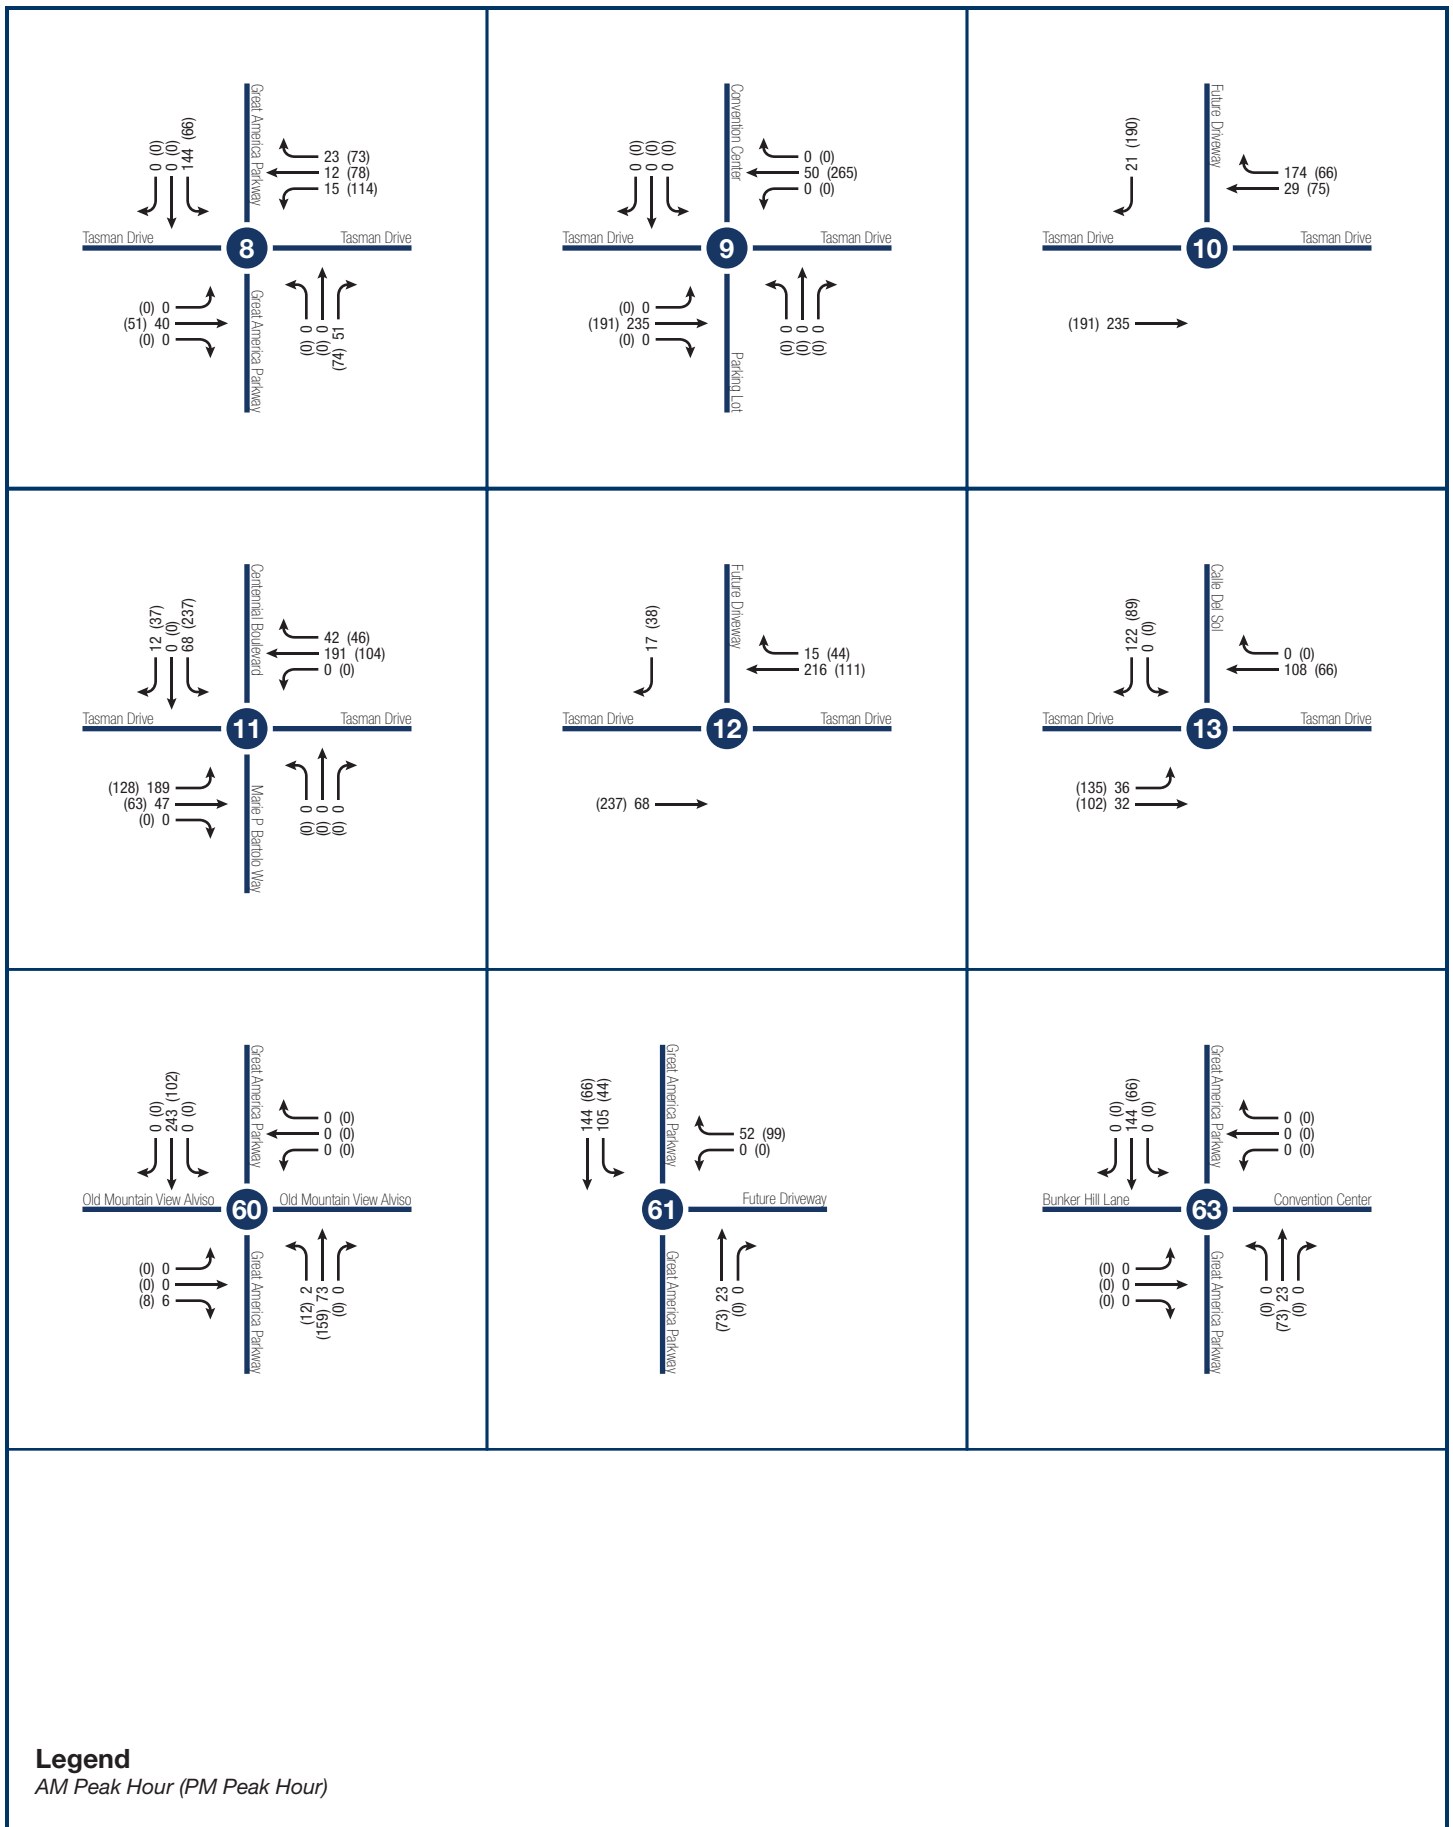 Great America Parkway
0 (0)
0 (0)
144 (66)
23 (73)
12 (78)
15 (114)
Tasman Drive
8
Tasman Drive
(0) 0
(51) 40
(0) 0
Great America Parkway
(0) 0
(0) 0
(74) 51
Convention Center
0 (0)
0 (0)
0 (0)
0 (0)
50 (265)
0 (0)
Tasman Drive
9
Tasman Drive
(0) 0
(191) 235
(0) 0
Parking Lot
(0) 0
(0) 0
(0) 0
Future Driveway
21 (190)
174 (66)
29 (75)
Tasman Drive
10
Tasman Drive
(191) 235
Centennial Boulevard
12 (37)
0 (0)
68 (237)
42 (46)
191 (104)
0 (0)
Tasman Drive
11
Tasman Drive
(128) 189
(63) 47
(0) 0
Marie P Bartolo Way
(0) 0
(0) 0
(0) 0
Future Driveway
17 (38)
15 (44)
216 (111)
Tasman Drive
12
Tasman Drive
(237) 68
Calle Del Sol
122 (89)
0 (0)
0 (0)
108 (66)
Tasman Drive
13
Tasman Drive
(135) 36
(102) 32
Great America Parkway
0 (0)
243 (102)
0 (0)
0 (0)
0 (0)
0 (0)
Old Mountain View Alviso
60
Old Mountain View Alviso
(0) 0
(0) 0
(8) 6
Great America Parkway
(12) 2
(159) 73
(0) 0
Great America Parkway
144 (66)
105 (44)
52 (99)
0 (0)
61
Future Driveway
Great America Parkway
(73) 23
(0) 0
Great America Parkway
0 (0)
144 (66)
0 (0)
0 (0)
0 (0)
0 (0)
Bunker Hill Lane
63
Convention Center
(0) 0
(0) 0
(0) 0
Great America Parkway
(0) 0
(73) 23
(0) 0
Legend
AM Peak Hour (PM Peak Hour)